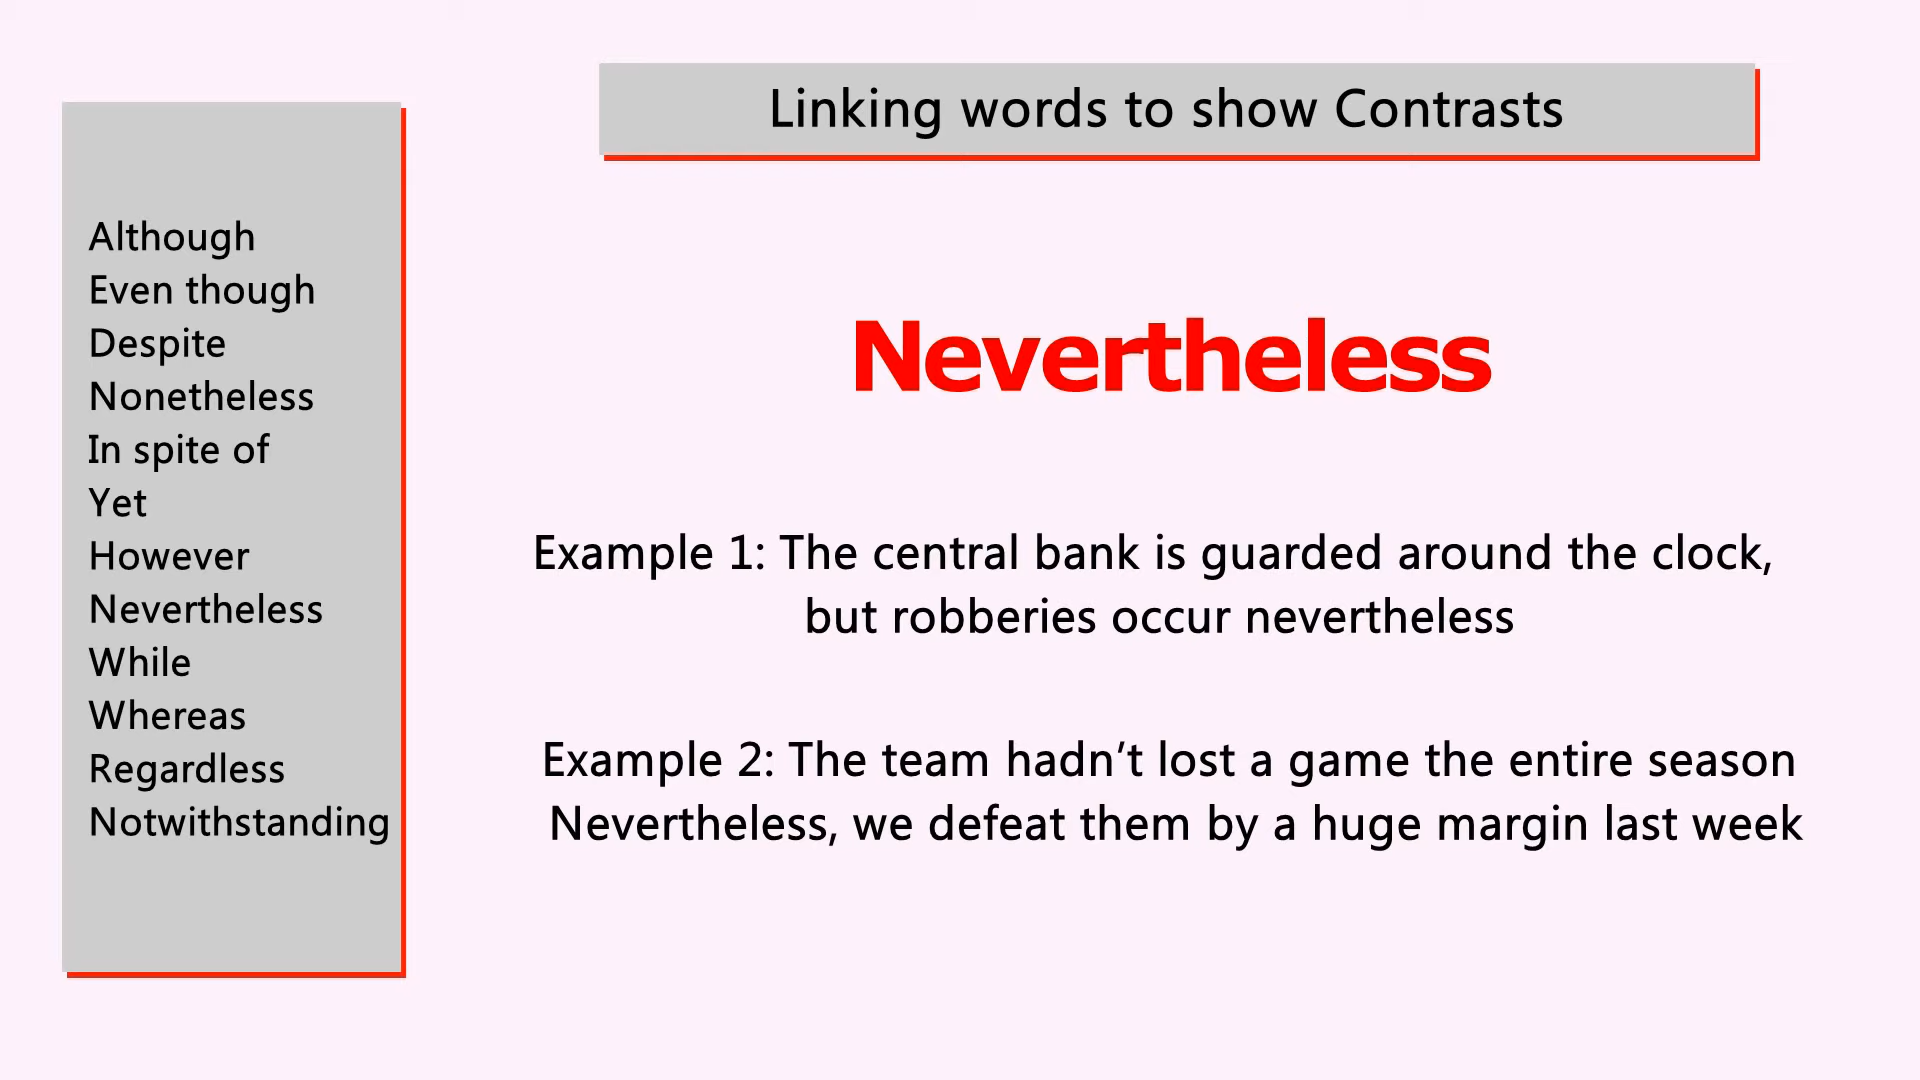 Linking words to show Contrasts
Although
Even though
Despite
Nonetheless
In spite of
Yet
However
Nevertheless
While
Whereas
Regardless
Notwithstanding
Nevertheless
Example 1: The central bank is guarded around the clock,
but robberies occur nevertheless
Example 2: The team hadn’t lost a game the entire season
Nevertheless, we defeat them by a huge margin last week